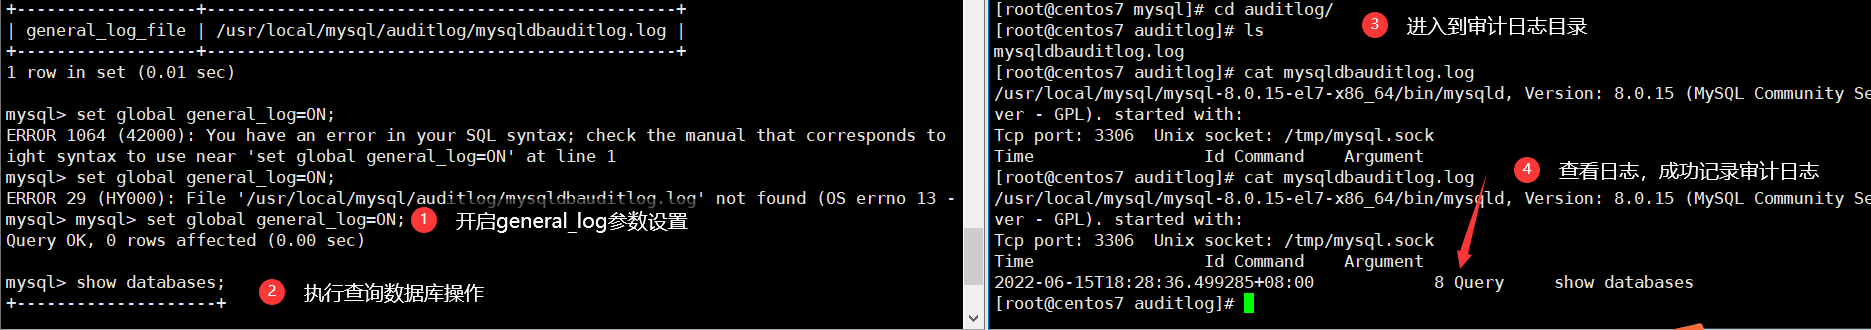 +------------------+-----------------------------------------------+
| general_log_file | /usr/local/mysql/auditlog/mysqldbauditlog.log |
+------------------+-----------------------------------------------+
1 row in set (0.01 sec)
mysql> set global general_log=ON;
ERROR 1064 (42000): You have an error in your SQL syntax; check the manual that corresponds to
ight syntax to use near 'set global general_log=ON' at line 1
mysql> set global general_log=ON;
ERROR 29 (HY000): File '/usr/local/mysql/auditlog/mysqldbauditlog.log' not found (OS errno 13 -
mysql> mysql> set global general_log=ON; 1 开启general_log参数设置
Query OK, 0 rows affected (0.00 sec)
mysql> show databases;
2 执行查询数据库操作
+--------------------+
[root@centos7 mysql]# cd auditlog/
3 进入到审计日志目录
[root@centos7 auditlog]# ls
mysqldbauditlog.log
[root@centos7 auditlog]# cat mysqldbauditlog.log
/usr/local/mysql/mysql-8.0.15-el7-x86_64/bin/mysqld, Version: 8.0.15 (MySQL Community Se
ver - GPL). started with:
Tcp port: 3306  Unix socket: /tmp/mysql.sock
Time                 Id Command    Argument
4 查看日志，成功记录审计日志
[root@centos7 auditlog]# cat mysqldbauditlog.log
/usr/local/mysql/mysql-8.0.15-el7-x86_64/bin/mysqld, Version: 8.0.15 (MySQL Community Se
ver - GPL). started with:
Tcp port: 3306  Unix socket: /tmp/mysql.sock
Time                 Id Command    Argument
2022-06-15T18:28:36.499285+08:00            8 Query     show databases
[root@centos7 auditlog]#